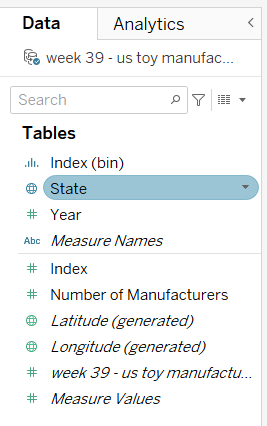 Data
Analytics
week 39 - us toy manufac...
Search
Tables
Index (bin)
State
Year
Abc Measure Names
Index
Number of Manufacturers
Latitude (generated)
Longitude (generated)
week 39 - us toy manufactu...
Measure Values